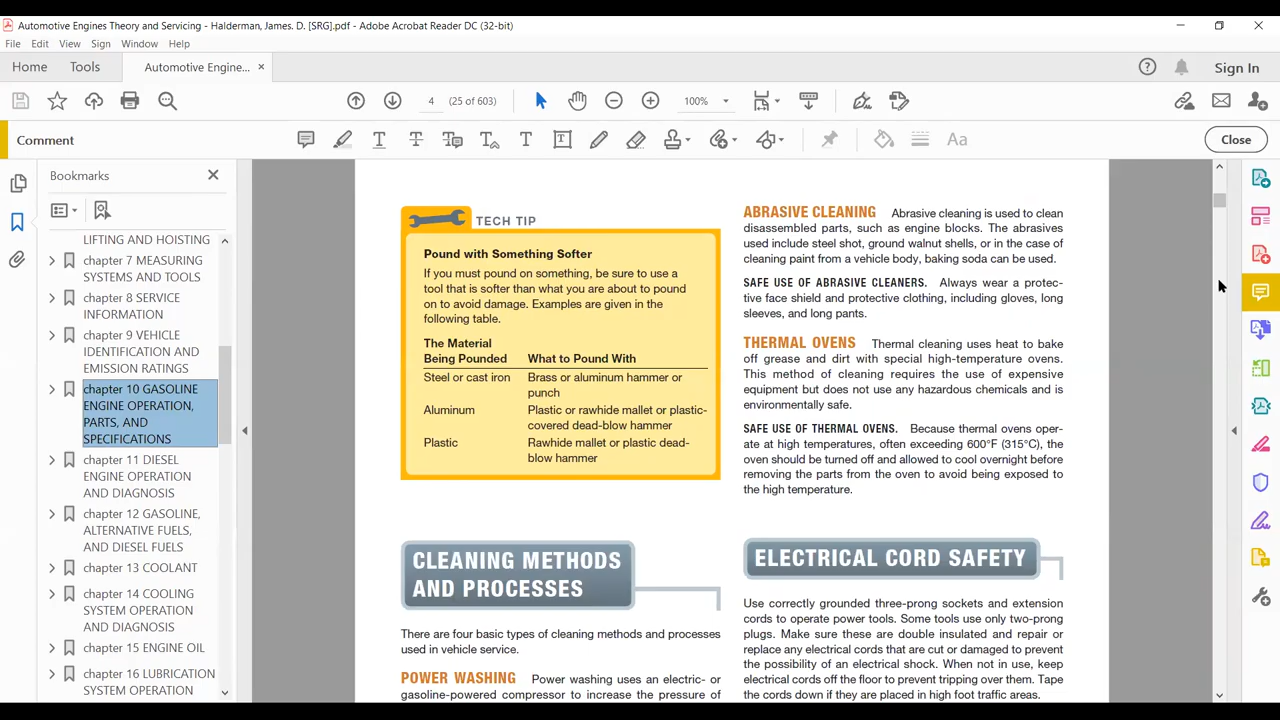 Automotive Engines Theory and Servicing - Halderman, James. D. [SRG].pdf - Adobe Acrobat Reader DC (32-bit)
File Edit View Sign Window Help
Home Tools Automotive Engine... × Sign In
4 (25 of 603) 100%
Comment Aa Close
Bookmarks
LIFTING AND HOISTING
chapter 7 MEASURING
SYSTEMS AND TOOLS
chapter 8 SERVICE
INFORMATION
chapter 9 VEHICLE
IDENTIFICATION AND
EMISSION RATINGS
chapter 10 GASOLINE
ENGINE OPERATION,
PARTS, AND
SPECIFICATIONS
chapter 11 DIESEL
ENGINE OPERATION
AND DIAGNOSIS
chapter 12 GASOLINE,
ALTERNATIVE FUELS,
AND DIESEL FUELS
chapter 13 COOLANT
chapter 14 COOLING
SYSTEM OPERATION
AND DIAGNOSIS
chapter 15 ENGINE OIL
chapter 16 LUBRICATION
SYSTEM OPERATION
TECH TIP
Pound with Something Softer
If you must pound on something, be sure to use a
tool that is softer than what you are about to pound
on to avoid damage. Examples are given in the
following table.
The Material
Being Pounded What to Pound With
Steel or cast iron Brass or aluminum hammer or
punch
Aluminum Plastic or rawhide mallet or plastic-
covered dead-blow hammer
Plastic Rawhide mallet or plastic dead-
blow hammer
CLEANING METHODS
AND PROCESSES
There are four basic types of cleaning methods and processes
used in vehicle service.
POWER WASHING Power washing uses an electric- or
gasoline-powered compressor to increase the pressure of
ABRASIVE CLEANING Abrasive cleaning is used to clean
disassembled parts, such as engine blocks. The abrasives
used include steel shot, ground walnut shells, or in the case of
cleaning paint from a vehicle body, baking soda can be used.
SAFE USE OF ABRASIVE CLEANERS. Always wear a protec-
tive face shield and protective clothing, including gloves, long
sleeves, and long pants.
THERMAL OVENS Thermal cleaning uses heat to bake
off grease and dirt with special high-temperature ovens.
This method of cleaning requires the use of expensive
equipment but does not use any hazardous chemicals and is
environmentally safe.
SAFE USE OF THERMAL OVENS. Because thermal ovens oper-
ate at high temperatures, often exceeding 600°F (315°C), the
oven should be turned off and allowed to cool overnight before
removing the parts from the oven to avoid being exposed to
the high temperature.
ELECTRICAL CORD SAFETY
Use correctly grounded three-prong sockets and extension
cords to operate power tools. Some tools use only two-prong
plugs. Make sure these are double insulated and repair or
replace any electrical cords that are cut or damaged to prevent
the possibility of an electrical shock. When not in use, keep
electrical cords off the floor to prevent tripping over them. Tape
the cords down if they are placed in high foot traffic areas.